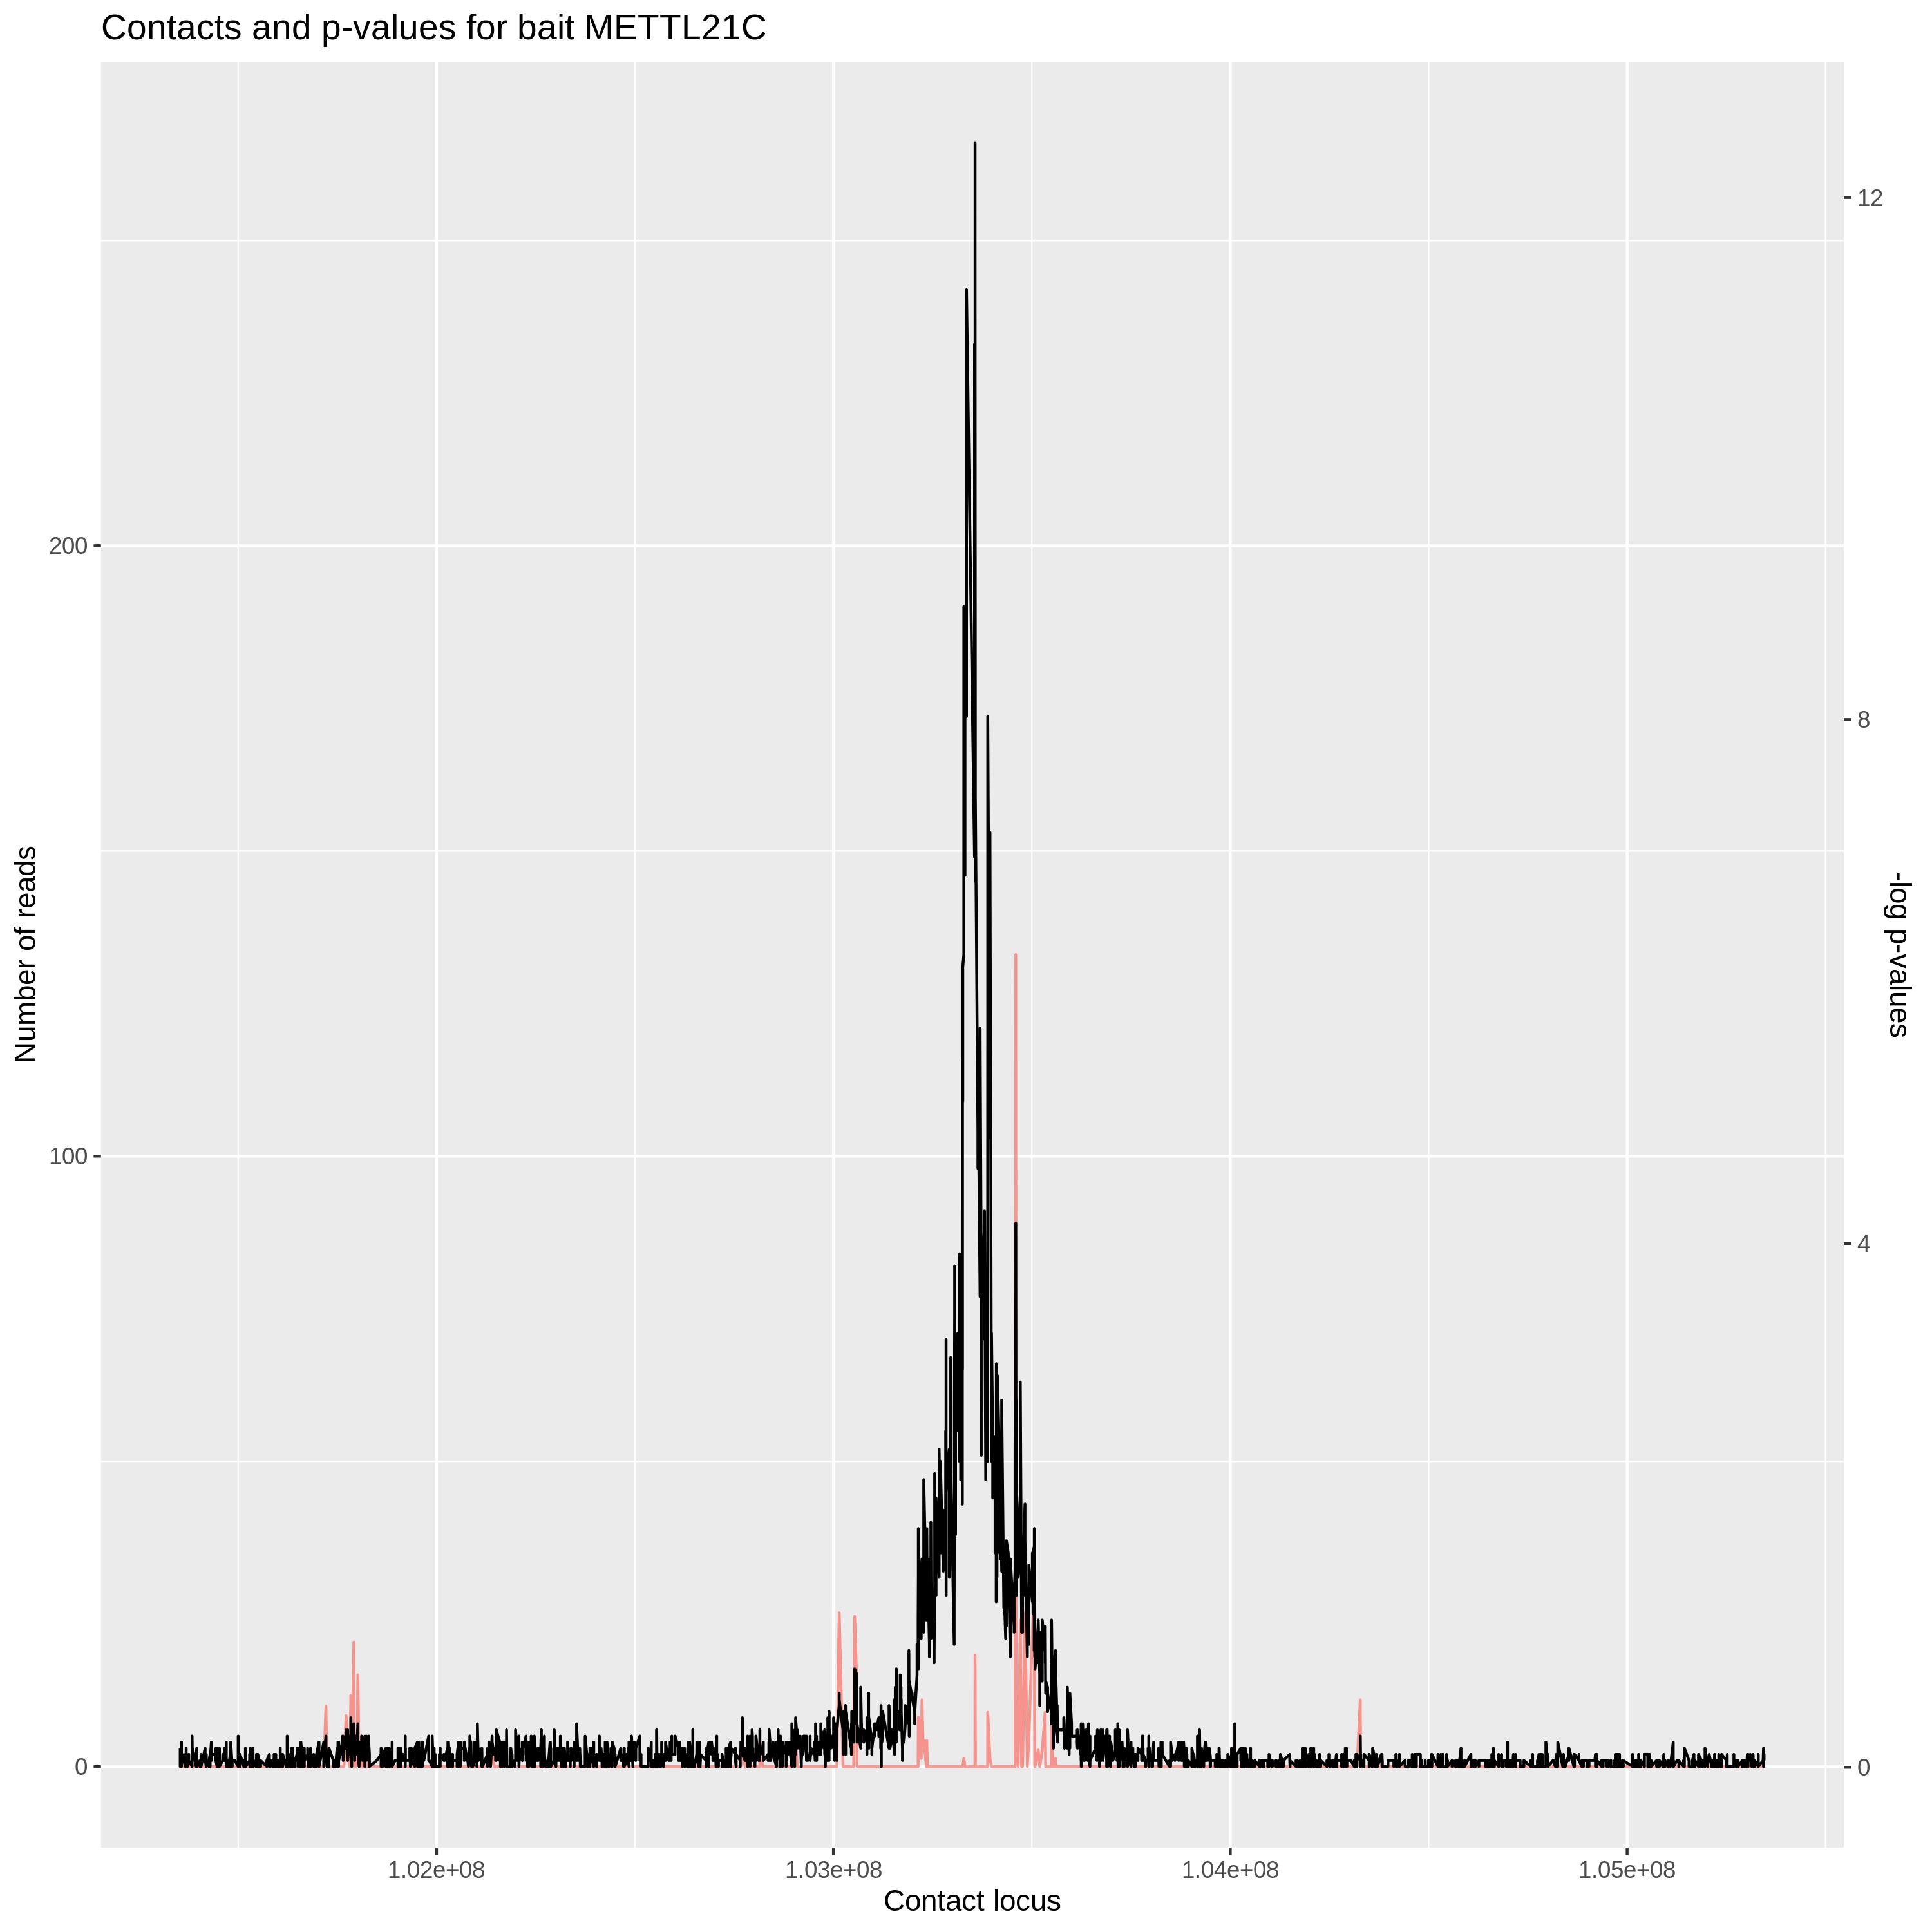 Contacts and p-values for bait METTL21C
Number of reads
200
100
0
12
8
4
0
-log p-values
1.02e+08
1.03e+08
1.04e+08
1.05e+08
Contact locus